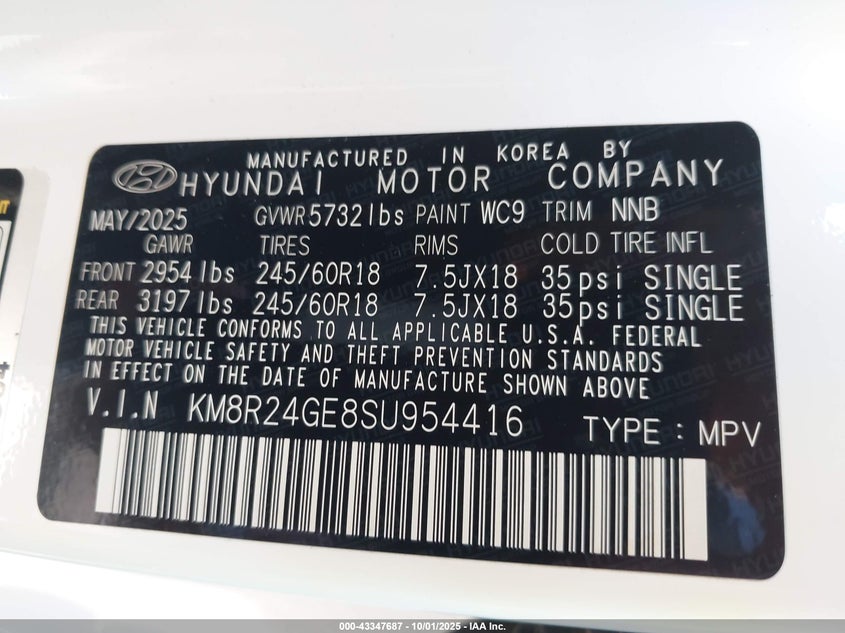 MANUFACTURED IN KOREA BY
HYUNDAI MOTOR COMPANY
MAY/2025 GVWR 5732lbs PAINT WC9 TRIM NNB
GAWR TIRES RIMS COLD TIRE INFL
FRONT 2954 lbs 245/60R18 7.5JX18 35psi SINGLE
REAR 3197 lbs 245/60R18 7.5JX18 35psi SINGLE
THIS VEHICLE CONFORMS TO ALL APPLICABLE U.S.A. FEDERAL
MOTOR VEHICLE SAFETY AND THEFT PREVENTION STANDARDS
IN EFFECT ON THE DATE OF MANUFACTURE SHOWN ABOVE
V.I.N KM8R24GE8SU954416 TYPE : MPV
000-43347687 - 10/01/2025 - IAA Inc.